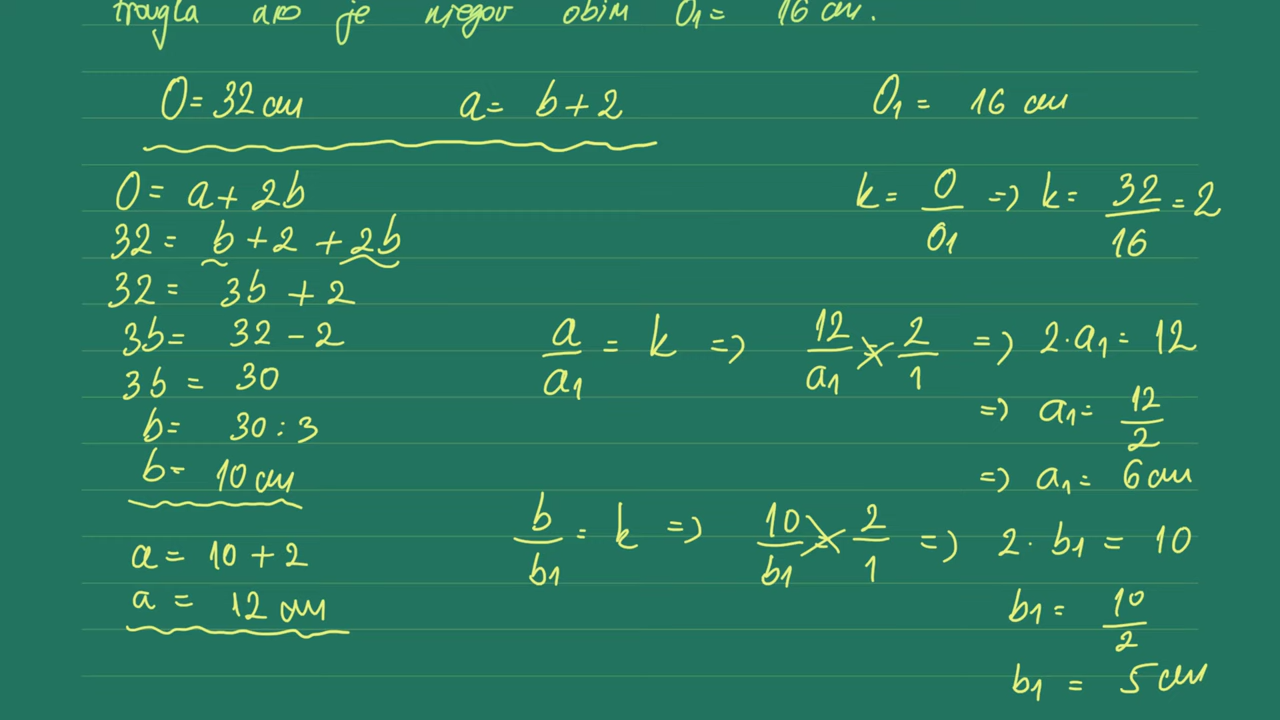 trougla ako je njegov obim O₁ = 16 cm.
O = 32 cm a = b + 2 O₁ = 16 cm
O = a + 2b
32 = b + 2 + 2b
32 = 3b + 2
3b = 32 - 2
3b = 30
b = 30 : 3
b = 10 cm
a = 10 + 2
a = 12 cm
k = O/O₁ => k = 32/16 = 2
a/a₁ = k => 12/a₁ = 2/1 => 2·a₁ = 12
=> a₁ = 12/2
=> a₁ = 6 cm
b/b₁ = k => 10/b₁ = 2/1 => 2·b₁ = 10
b₁ = 10/2
b₁ = 5 cm